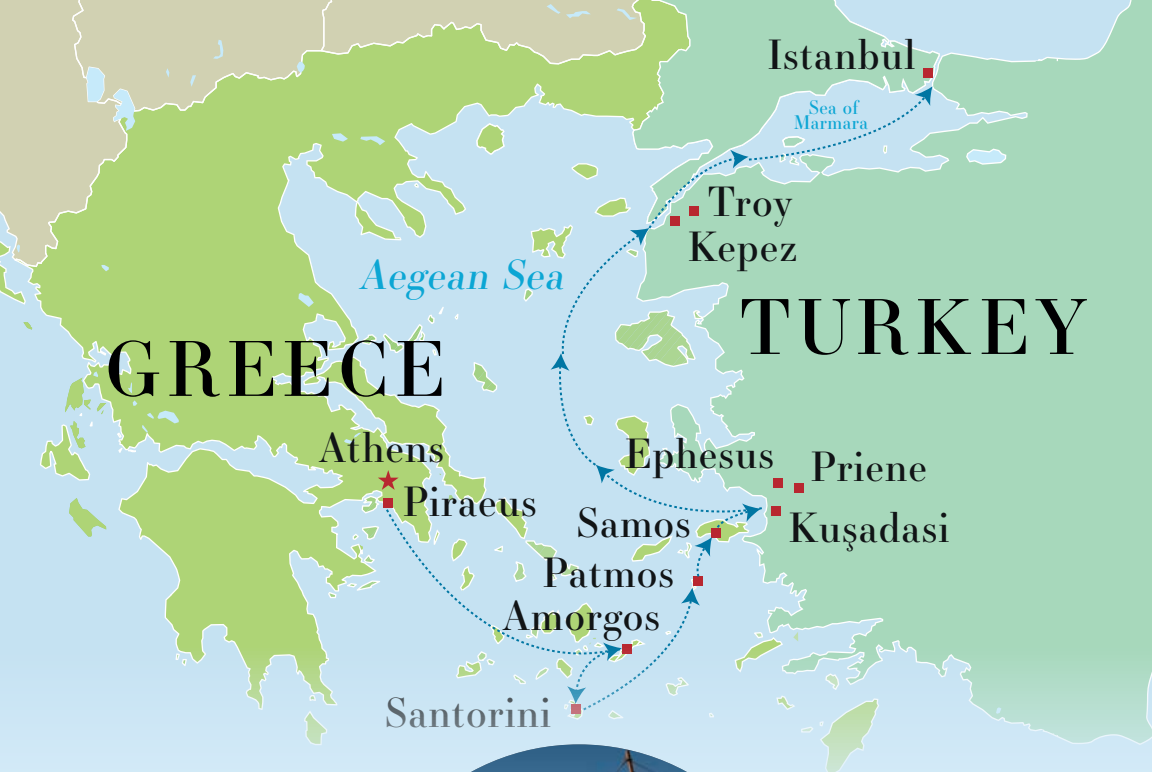 Istanbul
Sea of
Marmara
Troy
Kepez
Aegean Sea
TURKEY
GREECE
Athens
Ephesus
Priene
Piraeus
Samos
Kuşadasi
Patmos
Amorgos
Santorini